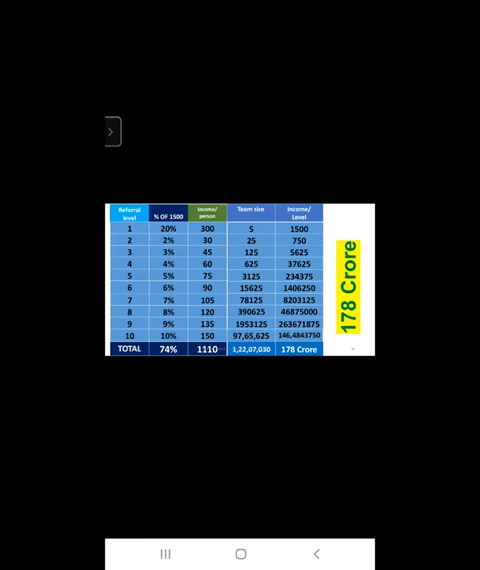 Referral level % OF 1500 Income/ person Team size Income/ Level
1 20% 300 5 1500
2 2% 30 25 750
3 3% 45 125 5625
4 4% 60 625 37625
5 5% 75 3125 234375
6 6% 90 15625 1406250
7 7% 105 78125 8203125
8 8% 120 390625 46875000
9 9% 135 1953125 263671875
10 10% 150 97,65,625 146,4843750
TOTAL 74% 1110 1,22,07,030 178 Crore
178 Crore